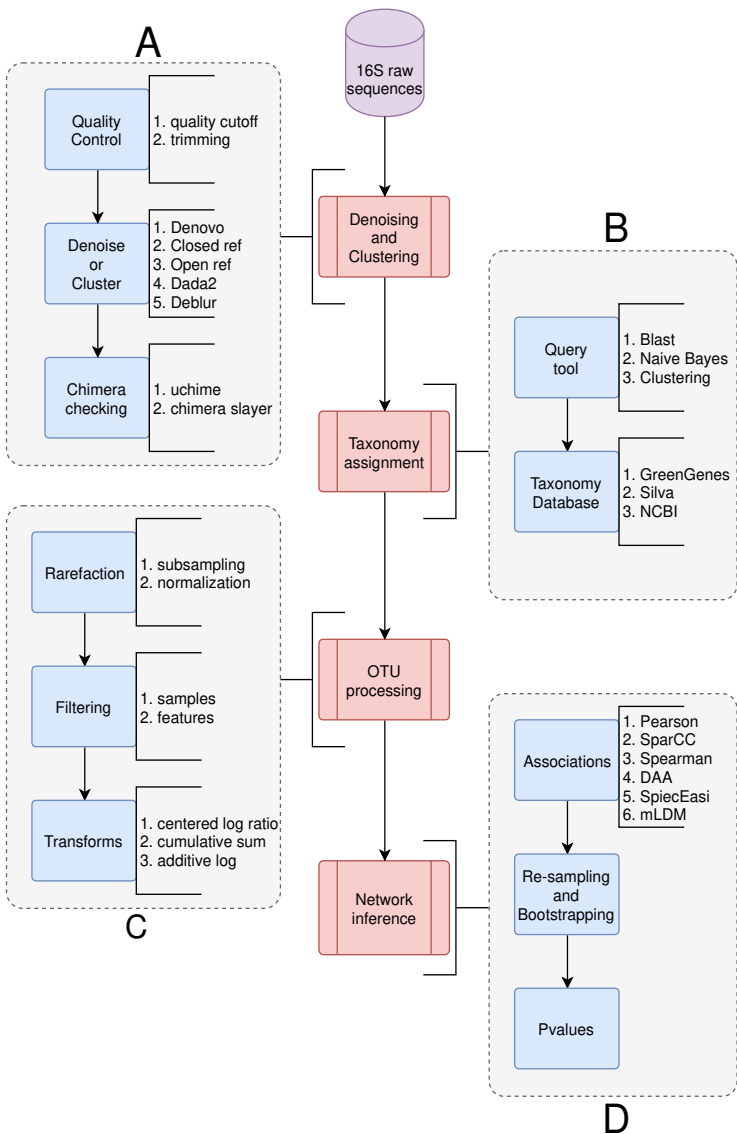 16S raw
sequences
Denoising
and
Clustering
Taxonomy
assignment
OTU
processing
Network
inference
A
Quality
Control
1. quality cutoff
2. trimming
Denoise
or
Cluster
1. Denovo
2. Closed ref
3. Open ref
4. Dada2
5. Deblur
Chimera
checking
1. uchime
2. chimera slayer
B
Query
tool
1. Blast
2. Naive Bayes
3. Clustering
Taxonomy
Database
1. GreenGenes
2. Silva
3. NCBI
Rarefaction
1. subsampling
2. normalization
Filtering
1. samples
2. features
Transforms
1. centered log ratio
2. cumulative sum
3. additive log
C
Associations
1. Pearson
2. SparCC
3. Spearman
4. DAA
5. SpiecEasi
6. mLDM
Re-sampling
and
Bootstrapping
Pvalues
D